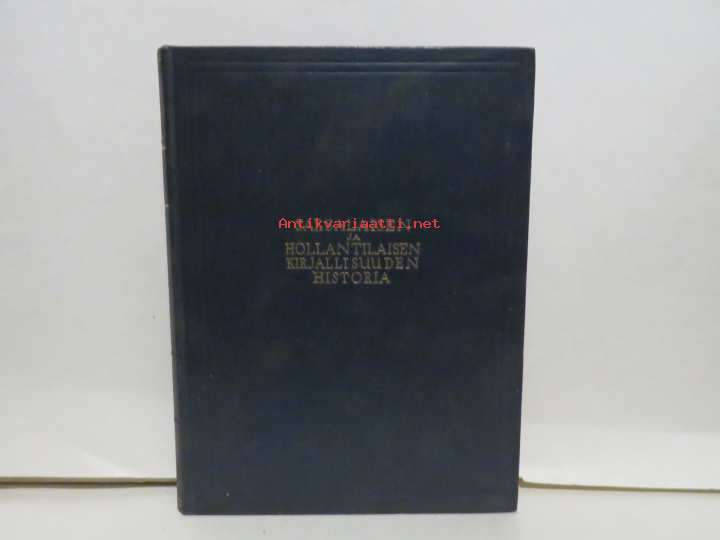 Antikvariaatti.net
JA
HOLLANTILAISEN
KIRJALLISUUDEN
HISTORIA